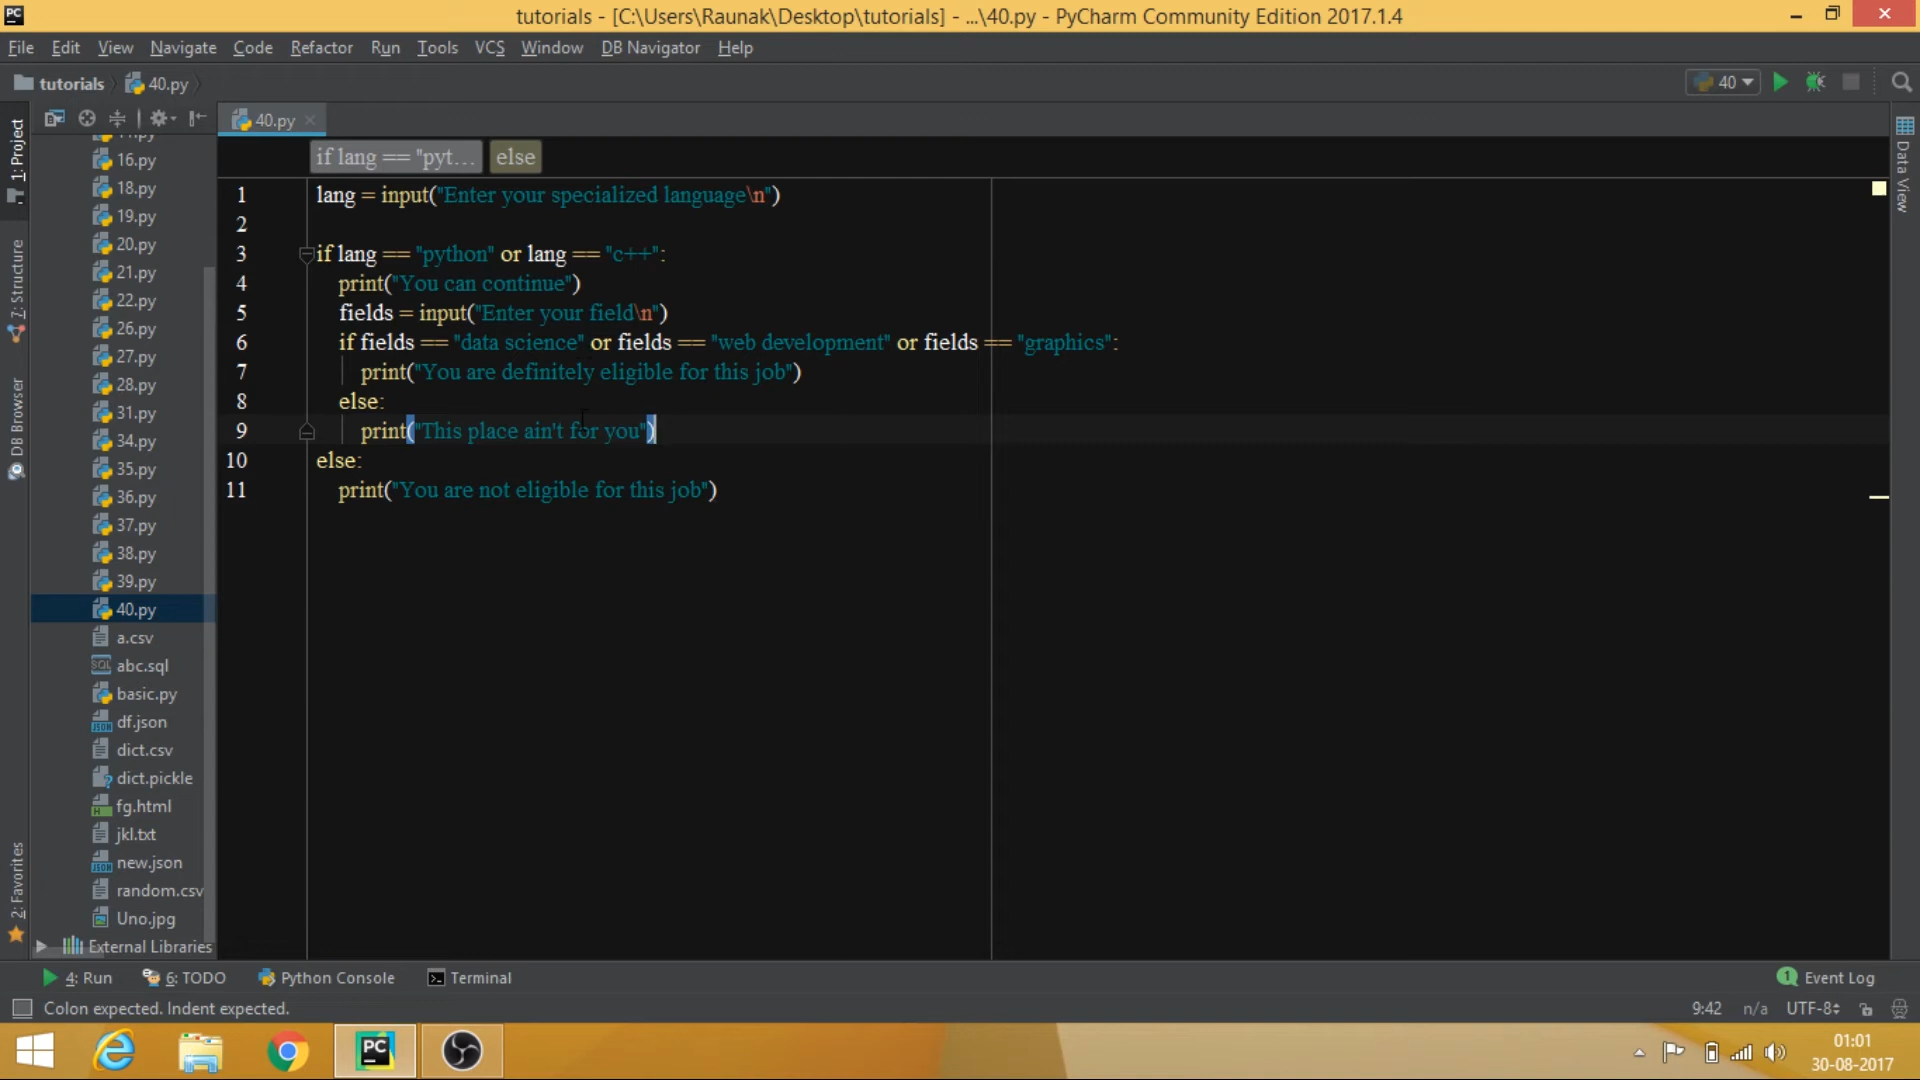 PC tutorials - [C:\Users\Raunak\Desktop\tutorials] - ...\40.py - PyCharm Community Edition 2017.1.4
File Edit View Navigate Code Refactor Run Tools VCS Window DB Navigator Help
tutorials 40.py 40
40.py
if lang == "pyt... else
1 lang = input("Enter your specialized language\n")
2
3 if lang == "python" or lang == "c++":
4 print("You can continue")
5 fields = input("Enter your field\n")
6 if fields == "data science" or fields == "web development" or fields == "graphics":
7 print("You are definitely eligible for this job")
8 else:
9 print("This place ain't for you")
10 else:
11 print("You are not eligible for this job")
1: Project
7: Structure
DB Browser
2: Favorites
16.py
18.py
19.py
20.py
21.py
22.py
26.py
27.py
28.py
31.py
34.py
35.py
36.py
37.py
38.py
39.py
40.py
a.csv
abc.sql
basic.py
df.json
dict.csv
dict.pickle
fg.html
jkl.txt
new.json
random.csv
Uno.jpg
External Libraries
Data View
4: Run 6: TODO Python Console Terminal 1 Event Log
Colon expected. Indent expected. 9:42 n/a UTF-8
PC
01:01
30-08-2017